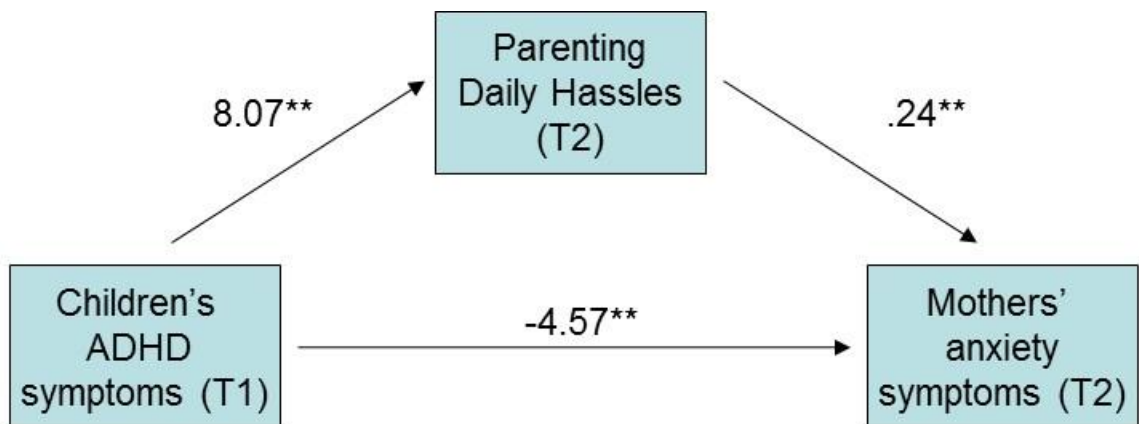 Parenting
Daily Hassles
(T2)
8.07**
.24**
Children's
ADHD
symptoms (T1)
-4.57**
Mothers'
anxiety
symptoms (T2)